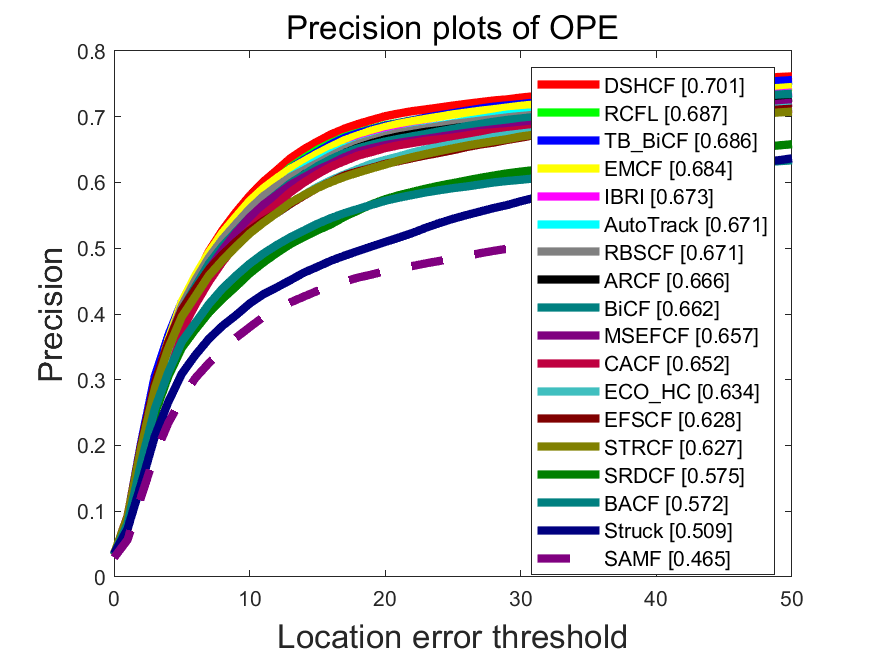 Precision plots of OPE
Precision
0.8
0.7
0.6
0.5
0.4
0.3
0.2
0.1
0
DSHCF [0.701]
RCFL [0.687]
TB_BiCF [0.686]
EMCF [0.684]
IBRI [0.673]
AutoTrack [0.671]
RBSCF [0.671]
ARCF [0.666]
BiCF [0.662]
MSEFCF [0.657]
CACF [0.652]
ECO_HC [0.634]
EFSCF [0.628]
STRCF [0.627]
SRDCF [0.575]
BACF [0.572]
Struck [0.509]
SAMF [0.465]
0 10 20 30 40 50
Location error threshold